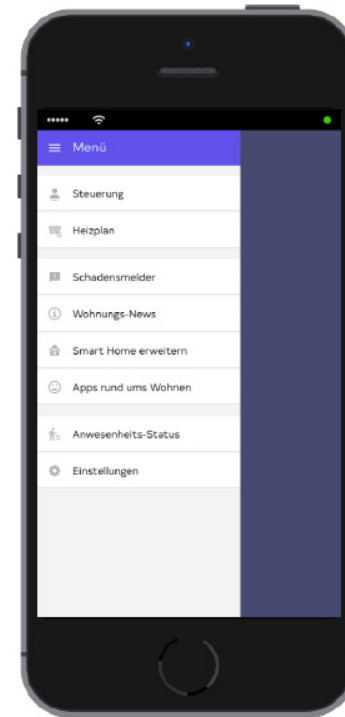 Menü
Steuerung
Heizplan
Schadensmelder
Wohnungs-News
Smart Home erweitern
Apps rund ums Wohnen
Anwesenheits-Status
Einstellungen